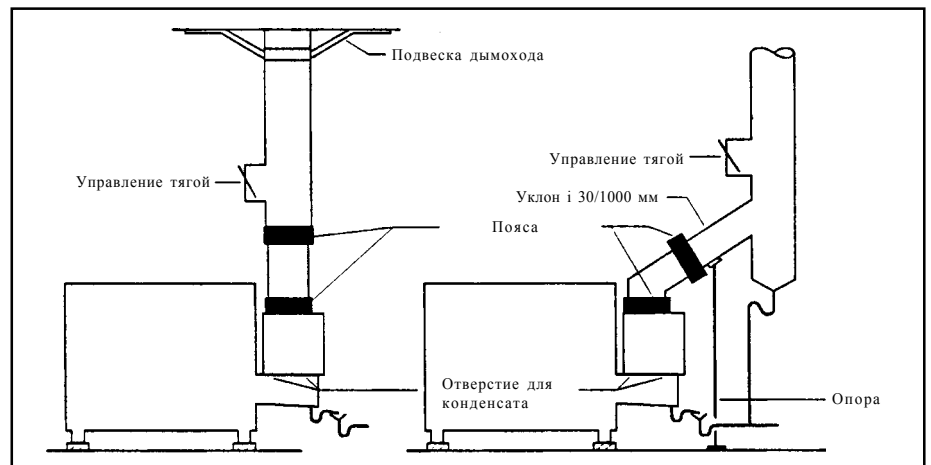 Подвеска дымохода
Управление тягой
Управление тягой
Уклон i 30/1000 мм
Пояса
Отверстие для
конденсата
Опора